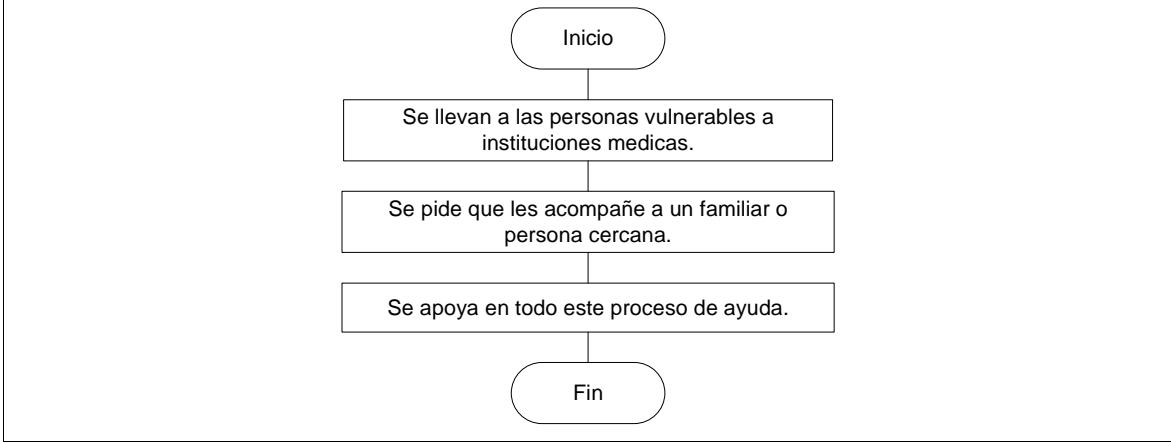 Inicio
Se llevan a las personas vulnerables a
instituciones medicas.
Se pide que les acompañe a un familiar o
persona cercana.
Se apoya en todo este proceso de ayuda.
Fin